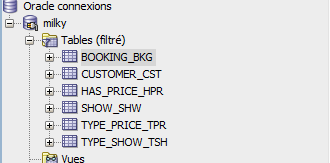 Oracle connexions
milky
Tables (filtré)
BOOKING_BKG
CUSTOMER_CST
HAS_PRICE_HPR
SHOW_SHW
TYPE_PRICE_TPR
TYPE_SHOW_TSH
Vues